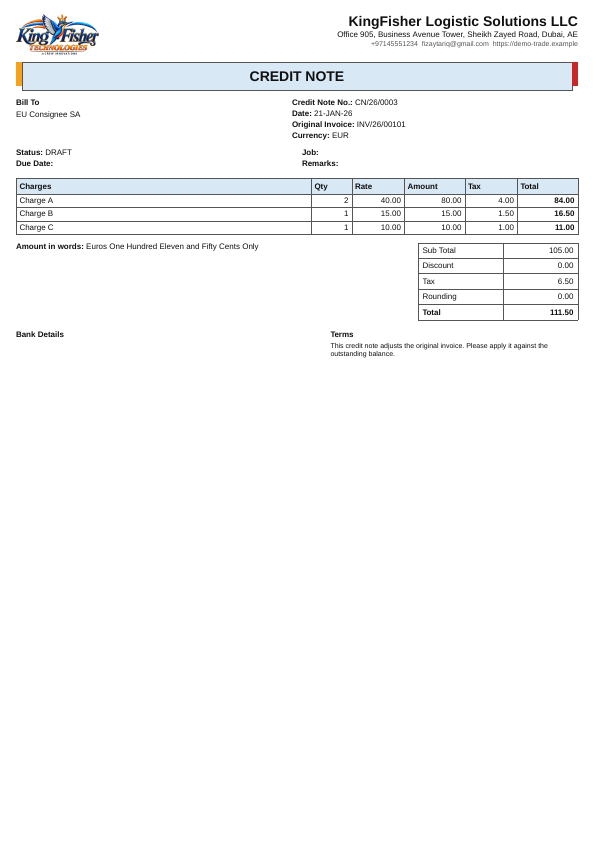 King Fisher
TECHNOLOGIES
KingFisher Logistic Solutions LLC
Office 905, Business Avenue Tower, Sheikh Zayed Road, Dubai, AE
+97145551234 fizaytariq@gmail.com https://demo-trade.example
CREDIT NOTE
Bill To
EU Consignee SA
Credit Note No.: CN/26/0003
Date: 21-JAN-26
Original Invoice: INV/26/00101
Currency: EUR
Status: DRAFT
Due Date:
Job:
Remarks:
Charges Qty Rate Amount Tax Total
Charge A 2 40.00 80.00 4.00 84.00
Charge B 1 15.00 15.00 1.50 16.50
Charge C 1 10.00 10.00 1.00 11.00
Amount in words: Euros One Hundred Eleven and Fifty Cents Only
Sub Total 105.00
Discount 0.00
Tax 6.50
Rounding 0.00
Total 111.50
Bank Details
Terms
This credit note adjusts the original invoice. Please apply it against the
outstanding balance.